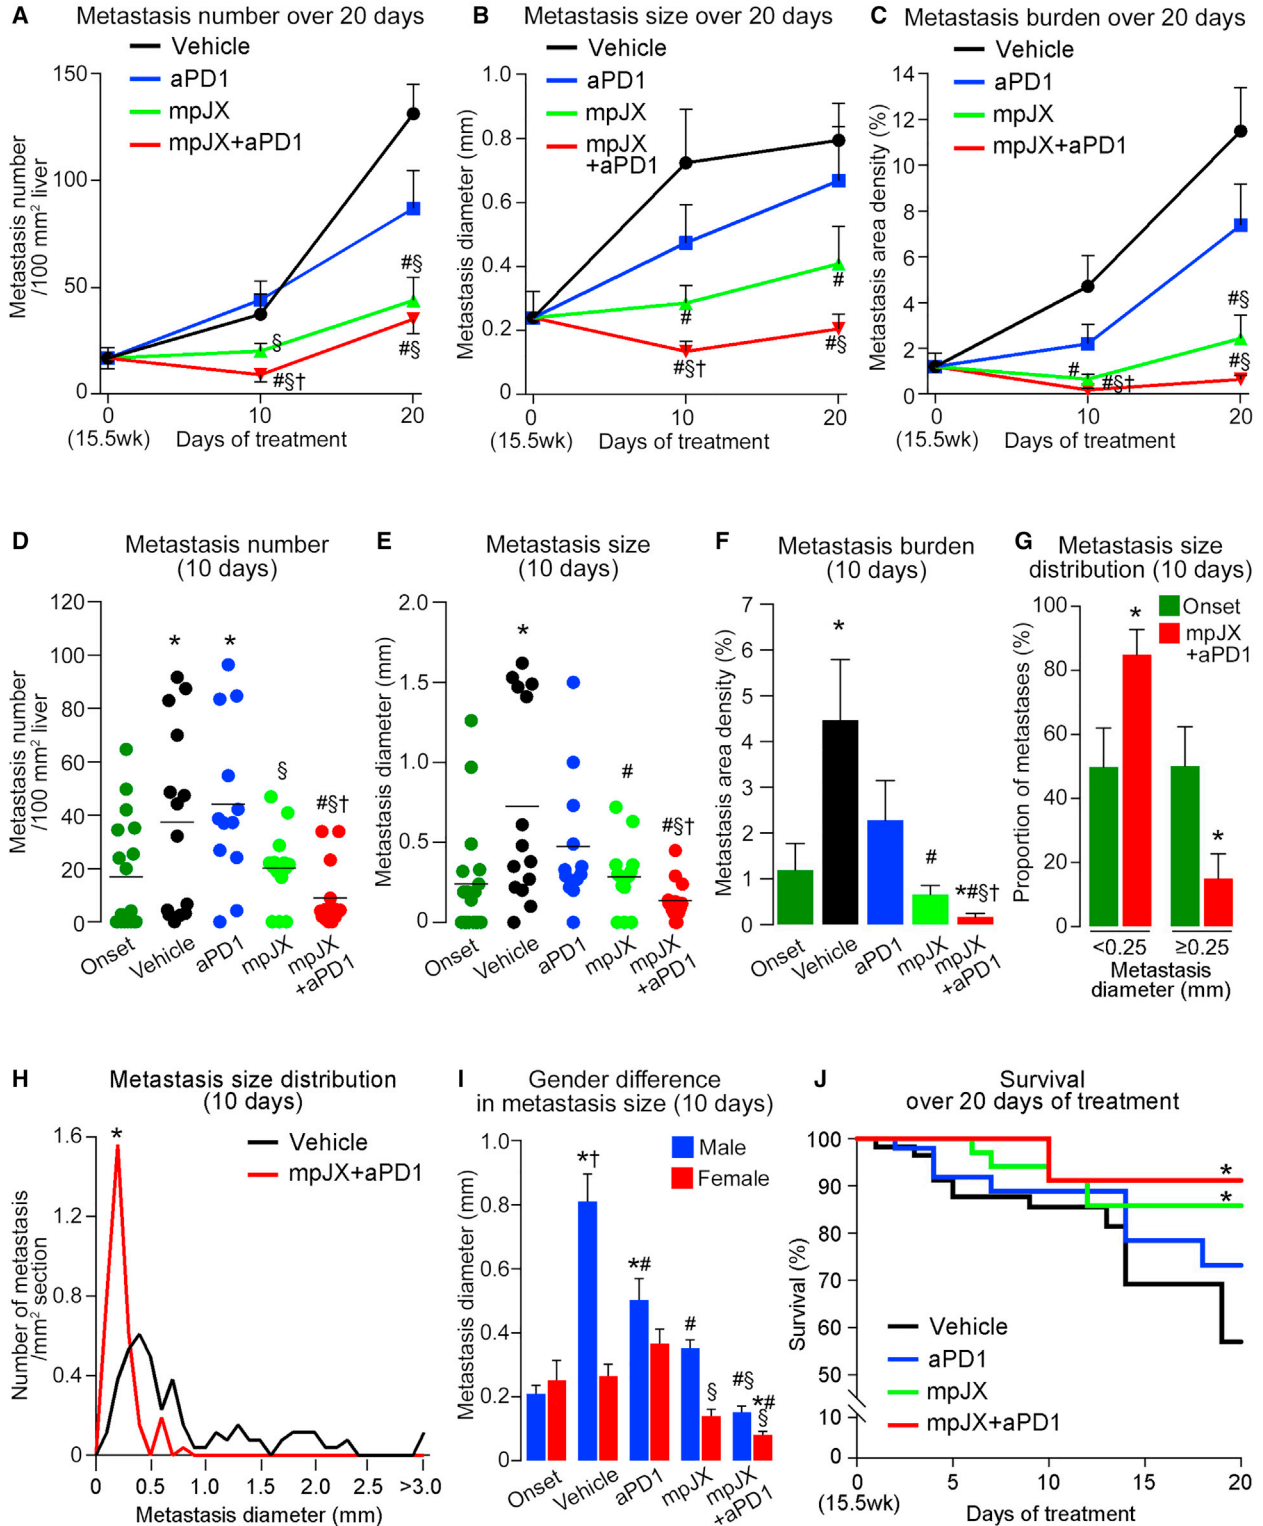 A Metastasis number over 20 days
Vehicle
aPD1
mpJX
mpJX+aPD1
Metastasis number
/100 mm² liver
150
100
50
0
§
#§†
#§
#§
0 10 20
(15.5wk) Days of treatment
B Metastasis size over 20 days
Vehicle
aPD1
mpJX
mpJX
+aPD1
Metastasis diameter (mm)
1.0
0.8
0.6
0.4
0.2
0
#
#§†
#
#§
0 10 20
(15.5wk) Days of treatment
C Metastasis burden over 20 days
Vehicle
aPD1
mpJX
mpJX+aPD1
Metastasis area density (%)
14
12
10
8
6
4
2
0
#
#§†
#§
#§
0 10 20
(15.5wk) Days of treatment
D Metastasis number
(10 days)
Metastasis number
/100 mm² liver
120
100
80
60
40
20
0
* *
§
#§†
Onset Vehicle aPD1 mpJX mpJX
+aPD1
E Metastasis size
(10 days)
Metastasis diameter (mm)
2.0
1.5
1.0
0.5
0
*
#
#§†
Onset Vehicle aPD1 mpJX mpJX
+aPD1
F Metastasis burden
(10 days)
Metastasis area density (%)
7
6
5
4
3
2
1
0
*
#
*#§†
Onset Vehicle aPD1 mpJX mpJX
+aPD1
G Metastasis size
distribution (10 days)
Onset
mpJX
+aPD1
Proportion of metastases (%)
100
80
60
40
20
0
*
*
<0.25 ≥0.25
Metastasis
diameter (mm)
H Metastasis size distribution
(10 days)
Vehicle
mpJX+aPD1
Number of metastasis
/mm² section
1.6
1.2
0.8
0.4
0
*
0 0.5 1.0 1.5 2.0 2.5 >3.0
Metastasis diameter (mm)
I Gender difference
in metastasis size (10 days)
Male
Female
Metastasis diameter (mm)
1.0
0.8
0.6
0.4
0.2
0
*†
*#
#
§
#§
*#
§
Onset Vehicle aPD1 mpJX mpJX
+aPD1
J Survival
over 20 days of treatment
Survival (%)
100
90
80
70
60
50
10
0
*
*
Vehicle
aPD1
mpJX
mpJX+aPD1
0 5 10 15 20
(15.5wk) Days of treatment